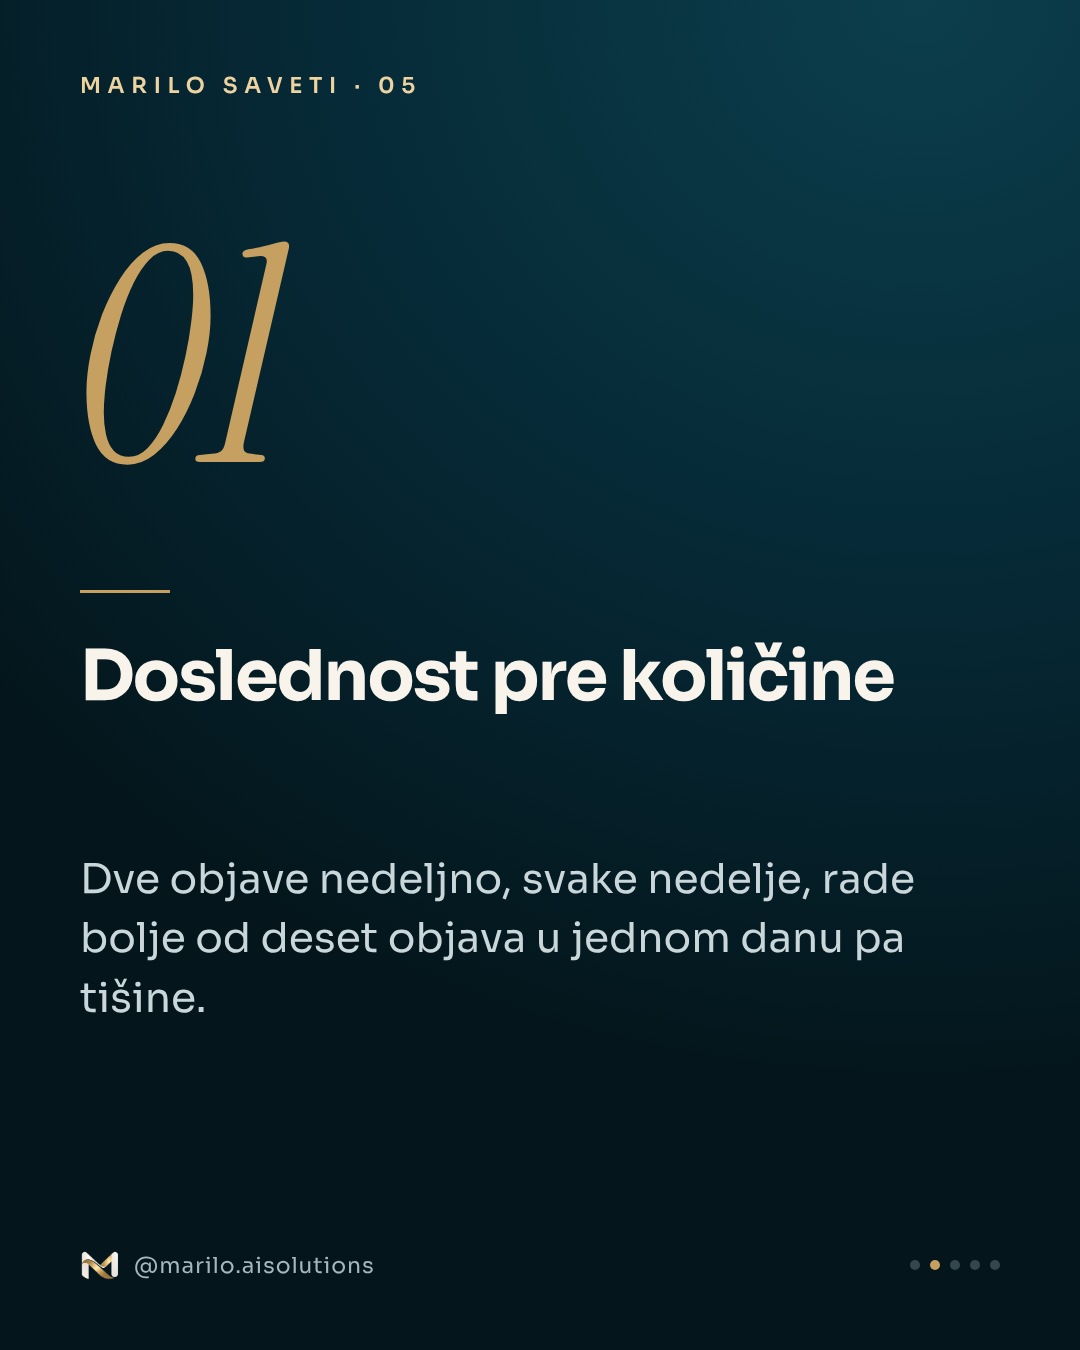 MARILO SAVETI · 05
01
Doslednost pre količine
Dve objave nedeljno, svake nedelje, rade
bolje od deset objava u jednom danu pa
tišine.
@marilo.aisolutions